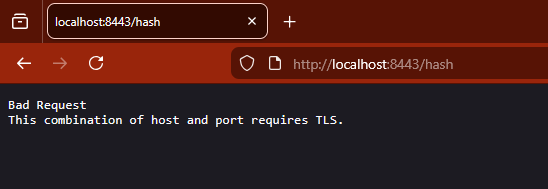 localhost:8443/hash
http://localhost:8443/hash
Bad Request
This combination of host and port requires TLS.